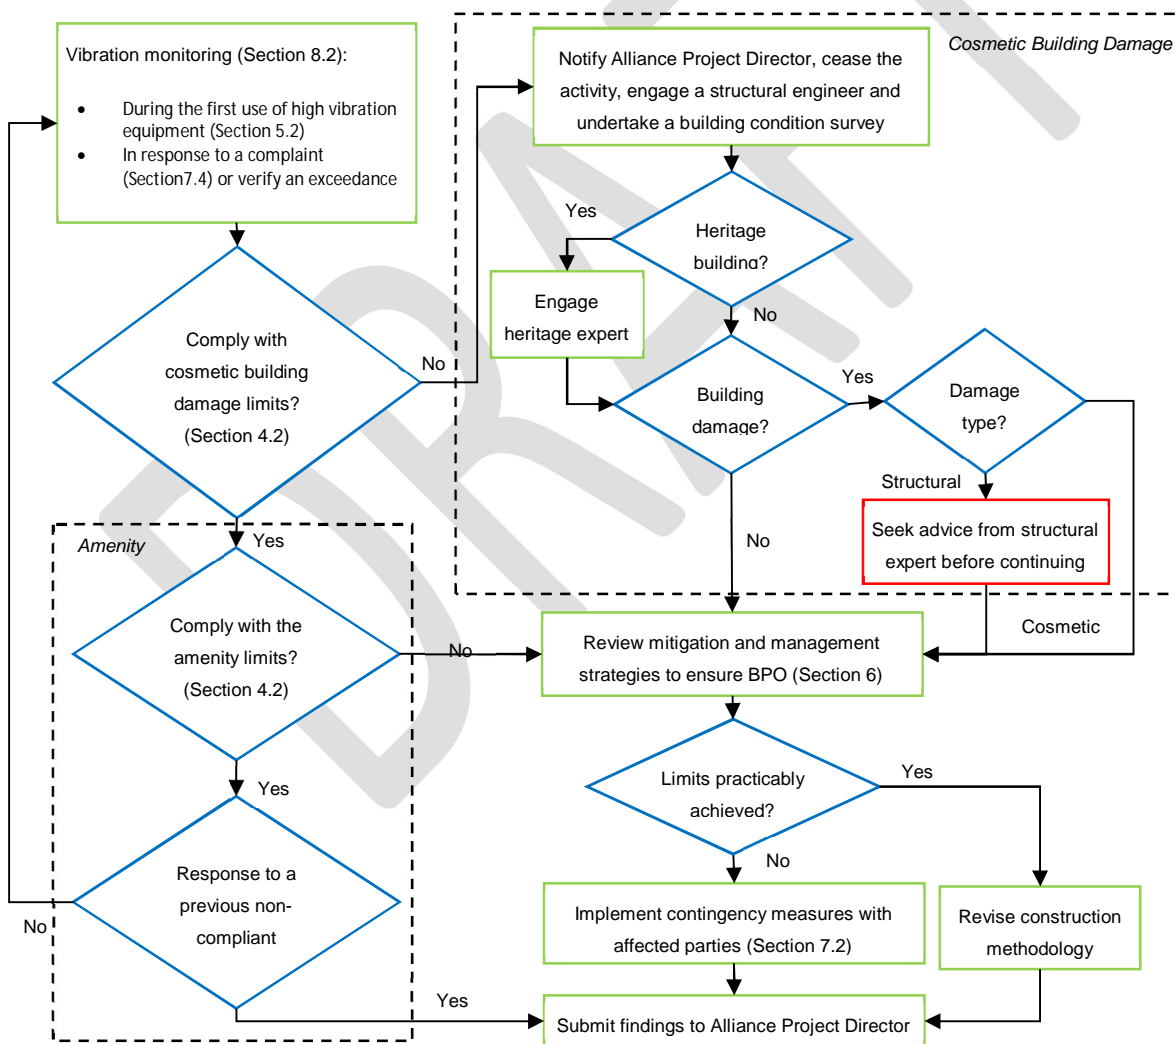 Vibration monitoring (Section 8.2):
• During the first use of high vibration
equipment (Section 5.2)
• In response to a complaint
(Section7.4) or verify an exceedance
Cosmetic Building Damage
Notify Alliance Project Director, cease the
activity, engage a structural engineer and
undertake a building condition survey
Yes
Heritage
building?
Engage
heritage expert
No
Comply with
cosmetic building
damage limits?
(Section 4.2)
No
Building
damage?
Yes
Damage
type?
Structural
Seek advice from structural
expert before continuing
No
Cosmetic
Yes
Amenity
Comply with the
amenity limits?
(Section 4.2)
No
Review mitigation and management
strategies to ensure BPO (Section 6)
Yes
Limits practicably
achieved?
Yes
No
Response to a
previous non-
compliant
No
Yes
Implement contingency measures with
affected parties (Section 7.2)
Revise construction
methodology
Submit findings to Alliance Project Director
DRAFT